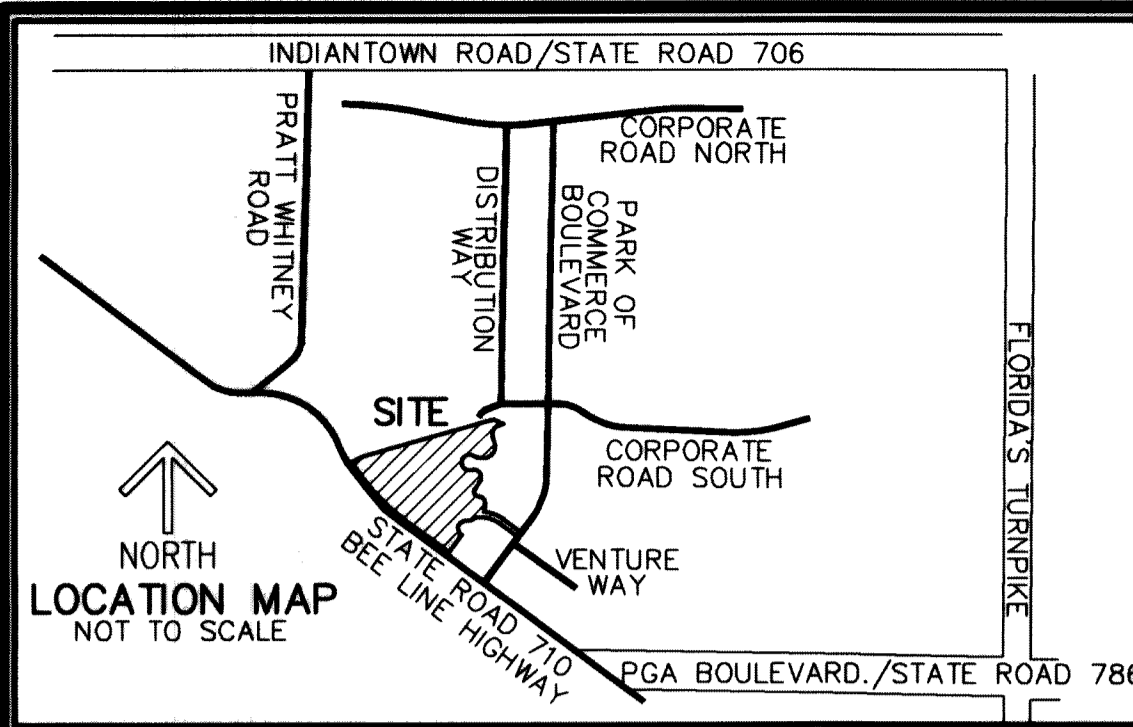 INDIANTOWN ROAD/STATE ROAD 706
PRATT WHITNEY
ROAD
CORPORATE
ROAD NORTH
DISTRIBUTION
WAY
PARK OF
COMMERCE
BOULEVARD
FLORIDA'S TURNPIKE
SITE
CORPORATE
ROAD SOUTH
NORTH
LOCATION MAP
NOT TO SCALE
STATE ROAD 710
BEE LINE HIGHWAY
VENTURE
WAY
PGA BOULEVARD./STATE ROAD 786